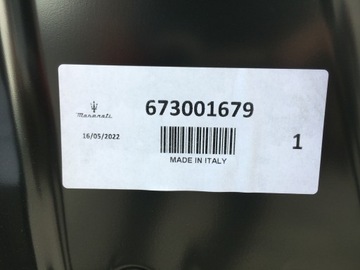 673001679
Maserati
16/05/2022
1
MADE IN ITALY